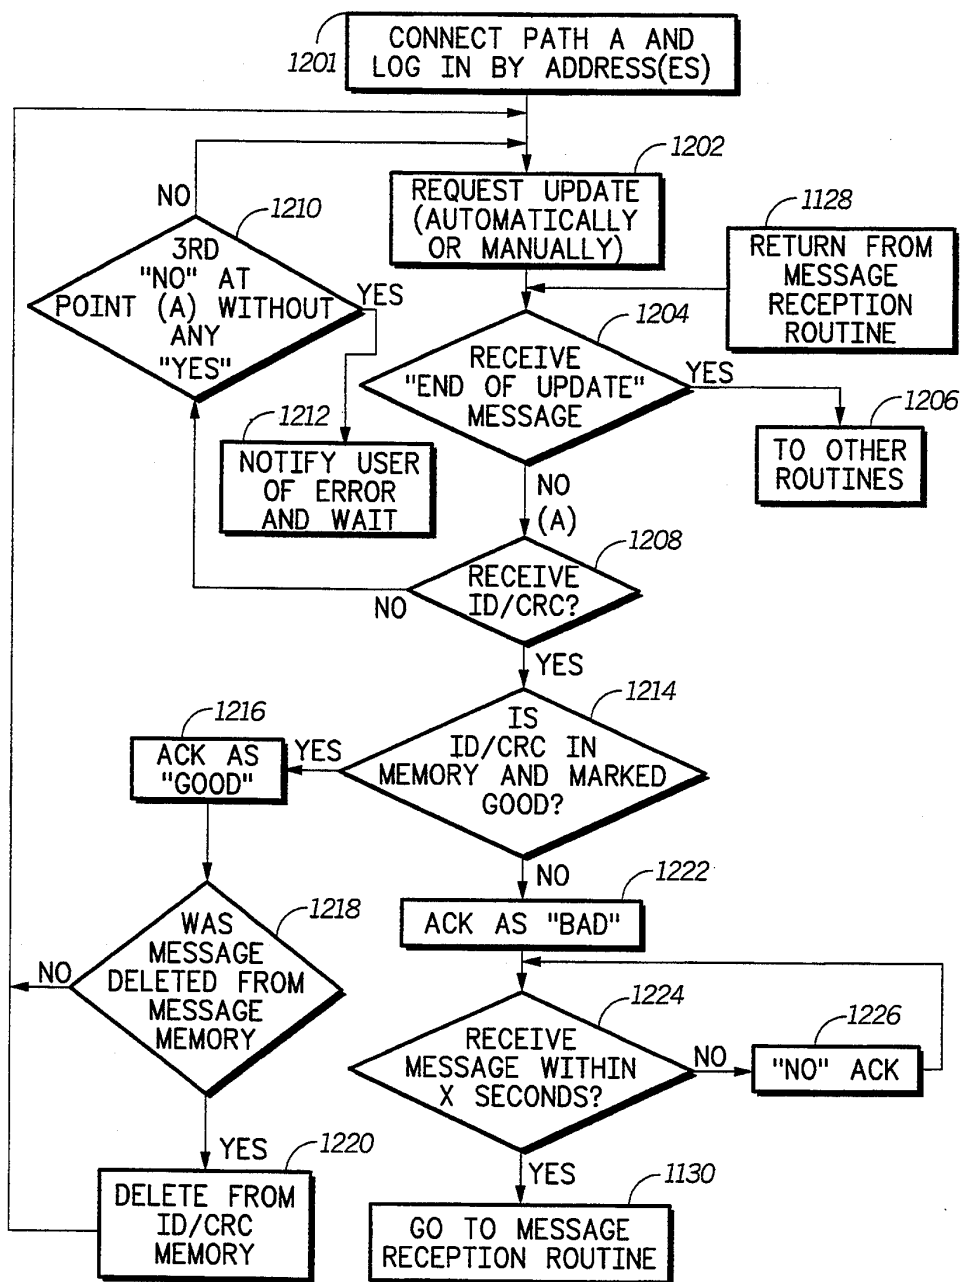 1201
CONNECT PATH A AND
LOG IN BY ADDRESS(ES)
1202
REQUEST UPDATE
(AUTOMATICALLY
OR MANUALLY)
1128
RETURN FROM
MESSAGE
RECEPTION
ROUTINE
NO
1210
3RD
"NO" AT
POINT (A) WITHOUT
ANY
"YES"
YES
1204
RECEIVE
"END OF UPDATE"
MESSAGE
YES
1206
TO OTHER
ROUTINES
1212
NOTIFY USER
OF ERROR
AND WAIT
NO
(A)
1208
RECEIVE
ID/CRC?
NO
YES
1214
IS
ID/CRC IN
MEMORY AND MARKED
GOOD?
YES
1216
ACK AS
"GOOD"
NO
1222
ACK AS "BAD"
1218
WAS
MESSAGE
DELETED FROM
MESSAGE
MEMORY
NO
1224
RECEIVE
MESSAGE WITHIN
X SECONDS?
NO
1226
"NO" ACK
YES
1220
DELETE FROM
ID/CRC
MEMORY
YES
1130
GO TO MESSAGE
RECEPTION ROUTINE